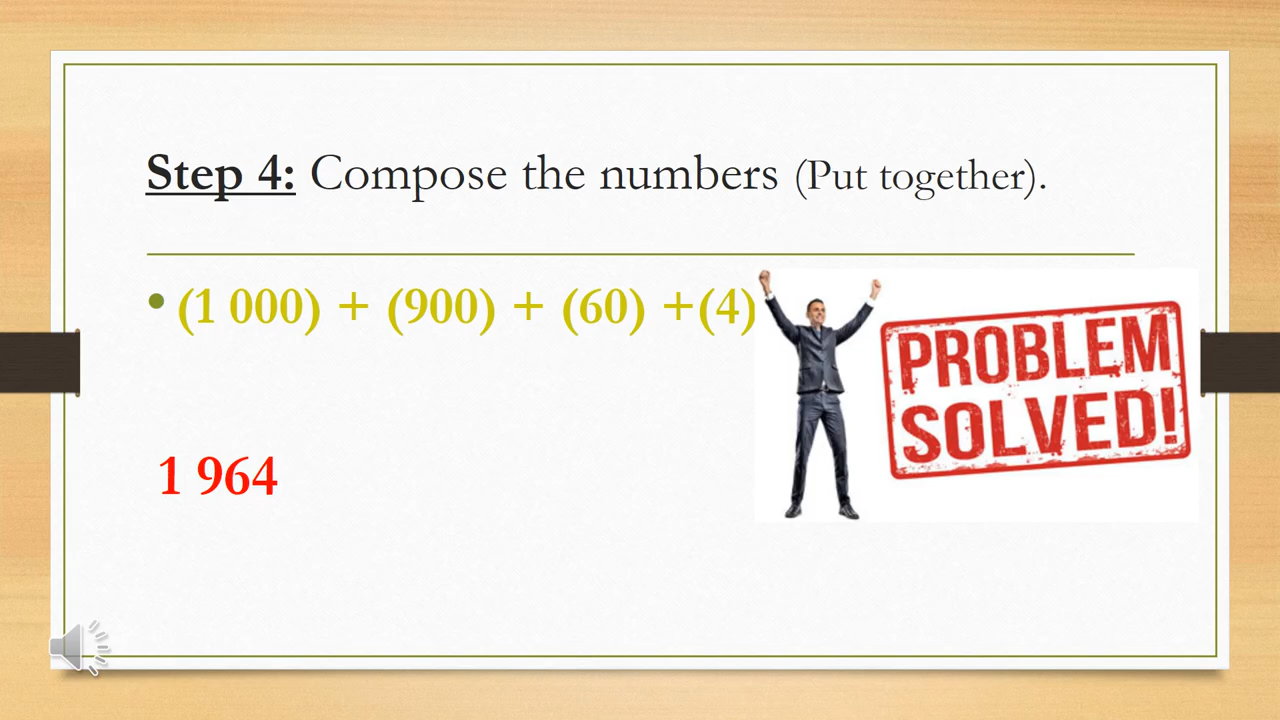 Step 4: Compose the numbers (Put together).
• (1 000) + (900) + (60) +(4)
PROBLEM
SOLVED!
1 964